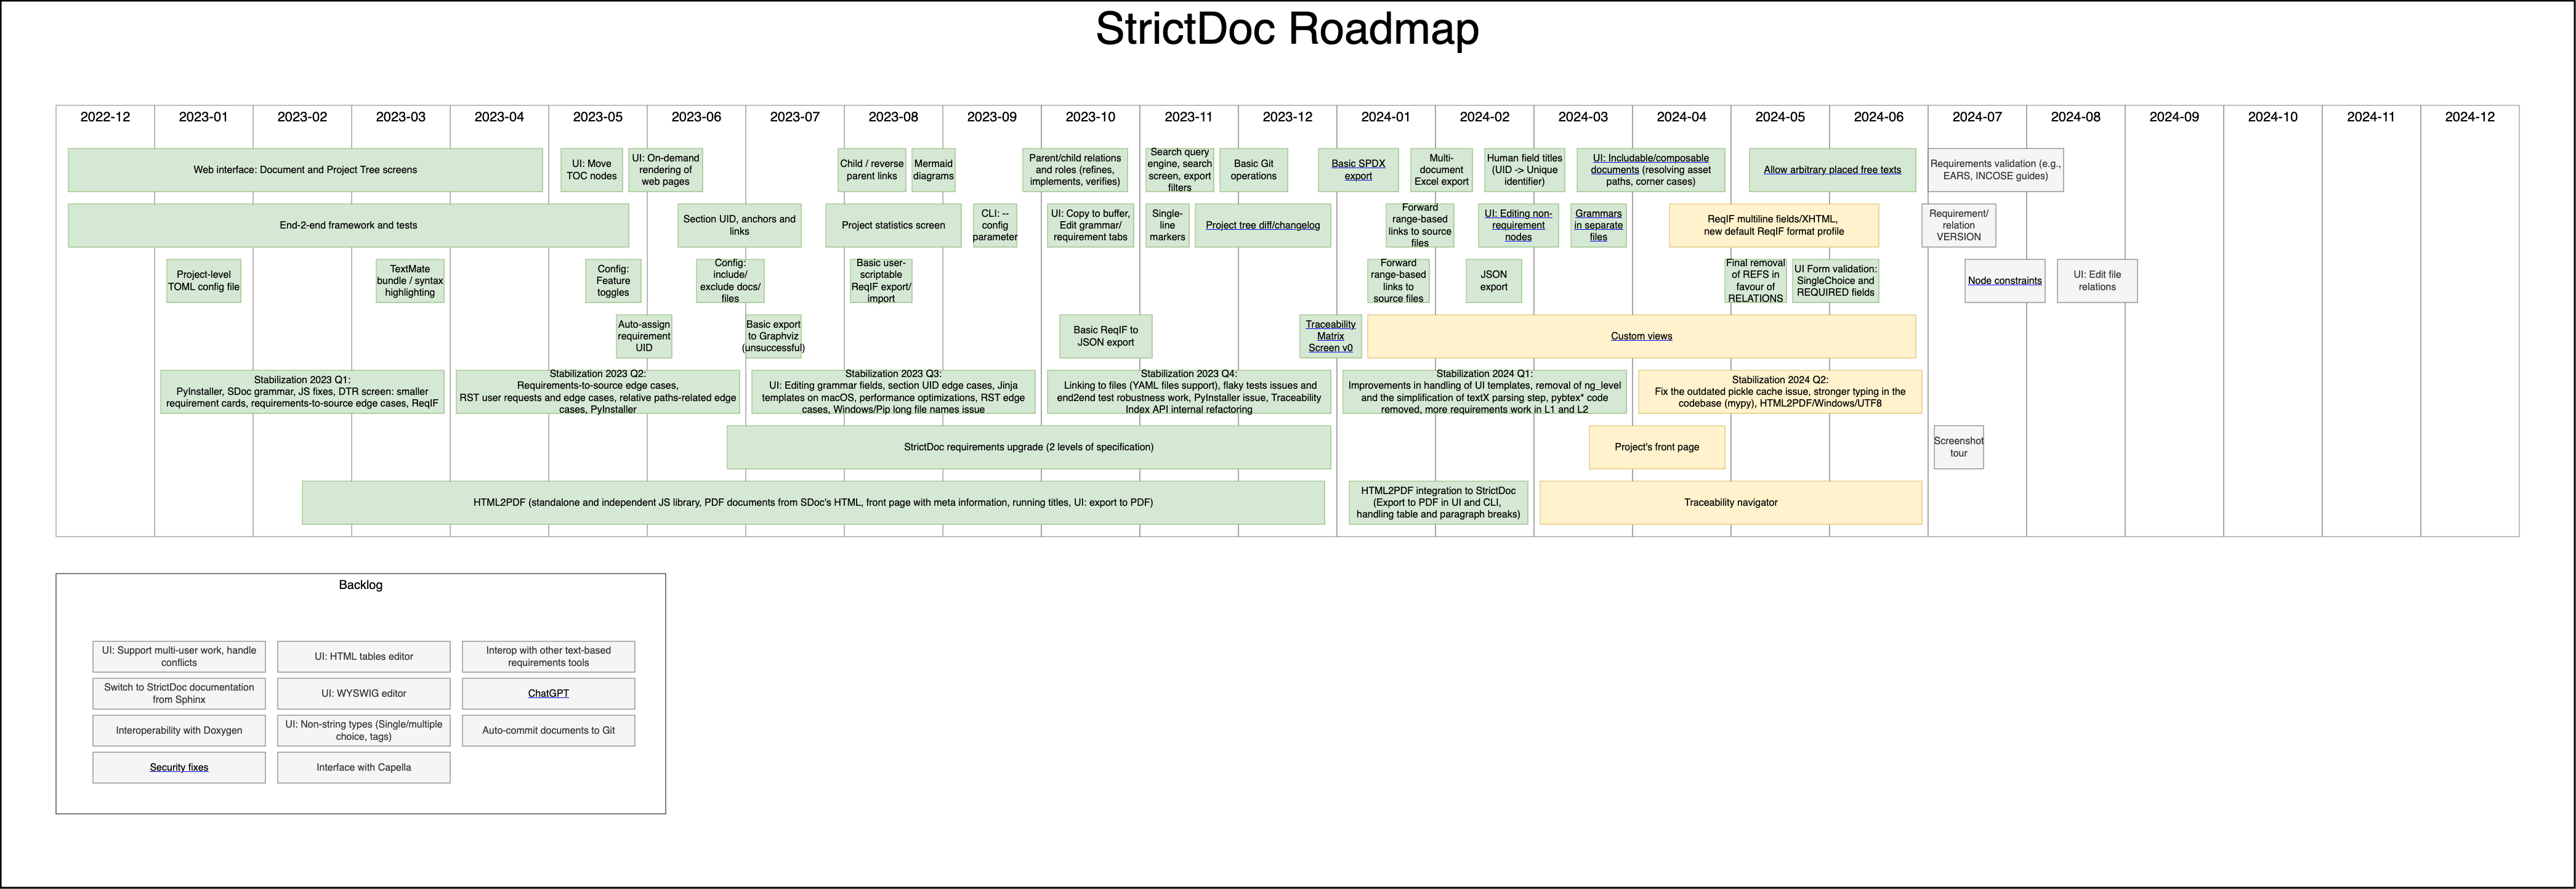 StrictDoc Roadmap
2022-12
2023-01
2023-02
2023-03
2023-04
2023-05
2023-06
2023-07
2023-08
2023-09
2023-10
2023-11
2023-12
2024-01
2024-02
2024-03
2024-04
2024-05
2024-06
2024-07
2024-08
2024-09
2024-10
2024-11
2024-12
Web interface: Document and Project Tree screens
UI: Move
TOC nodes
UI: On-demand
rendering of
web pages
Child / reverse
parent links
Mermaid
diagrams
Parent/child relations
and roles (refines,
implements, verifies)
Search query
engine, search
screen, export
filters
Basic Git
operations
Basic SPDX
export
Multi-
document
Excel export
Human field titles
(UID -> Unique
identifier)
UI: Includable/composable
documents (resolving asset
paths, corner cases)
Allow arbitrary placed free texts
Requirements validation (e.g.,
EARS, INCOSE guides)
End-2-end framework and tests
Section UID, anchors and
links
Project statistics screen
CLI: --
config
parameter
UI: Copy to buffer,
Edit grammar/
requirement tabs
Single-
line
markers
Project tree diff/changelog
Forward
range-based
links to source
files
UI: Editing non-
requirement
nodes
Grammars
in separate
files
ReqIF multiline fields/XHTML,
new default ReqIF format profile
Requirement/
relation
VERSION
Project-level
TOML config file
TextMate
bundle / syntax
highlighting
Config:
Feature
toggles
Config:
include/
exclude docs/
files
Basic user-
scriptable
ReqIF export/
import
Forward
range-based
links to
source files
JSON
export
Final removal
of REFS in
favour of
RELATIONS
UI Form validation:
SingleChoice and
REQUIRED fields
Node constraints
UI: Edit file
relations
Auto-assign
requirement
UID
Basic export
to Graphviz
(unsuccessful)
Basic ReqIF to
JSON export
Traceability
Matrix
Screen v0
Custom views
Stabilization 2023 Q1:
PyInstaller, SDoc grammar, JS fixes, DTR screen: smaller
requirement cards, requirements-to-source edge cases, ReqIF
Stabilization 2023 Q2:
Requirements-to-source edge cases,
RST user requests and edge cases, relative paths-related edge
cases, PyInstaller
Stabilization 2023 Q3:
UI: Editing grammar fields, section UID edge cases, Jinja
templates on macOS, performance optimizations, RST edge
cases, Windows/Pip long file names issue
Stabilization 2023 Q4:
Linking to files (YAML files support), flaky tests issues and
end2end test robustness work, PyInstaller issue, Traceability
Index API internal refactoring
Stabilization 2024 Q1:
Improvements in handling of UI templates, removal of ng_level
and the simplification of textX parsing step, pybtex* code
removed, more requirements work in L1 and L2
Stabilization 2024 Q2:
Fix the outdated pickle cache issue, stronger typing in the
codebase (mypy), HTML2PDF/Windows/UTF8
StrictDoc requirements upgrade (2 levels of specification)
Project's front page
Screenshot
tour
HTML2PDF (standalone and independent JS library, PDF documents from SDoc's HTML, front page with meta information, running titles, UI: export to PDF)
HTML2PDF integration to StrictDoc
(Export to PDF in UI and CLI,
handling table and paragraph breaks)
Traceability navigator
Backlog
UI: Support multi-user work, handle
conflicts
UI: HTML tables editor
Interop with other text-based
requirements tools
Switch to StrictDoc documentation
from Sphinx
UI: WYSWIG editor
ChatGPT
Interoperability with Doxygen
UI: Non-string types (Single/multiple
choice, tags)
Auto-commit documents to Git
Security fixes
Interface with Capella